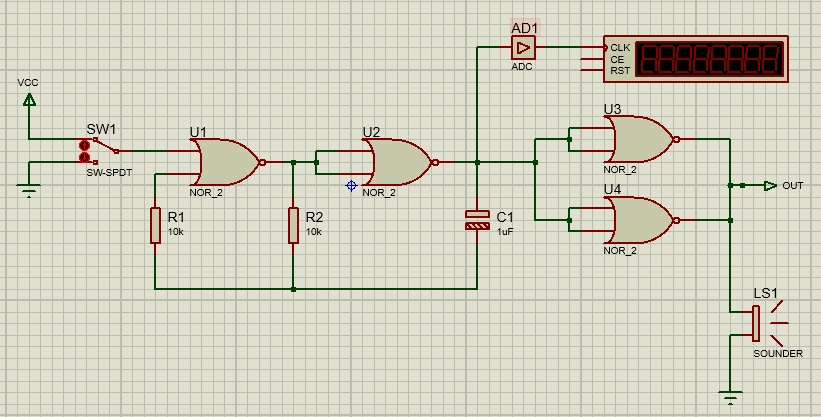 AD1
ADC
CLK
CE
RST
VCC
SW1
SW-SPDT
U1
NOR_2
U2
NOR_2
U3
NOR_2
U4
NOR_2
OUT
R1
10k
R2
10k
C1
1uF
LS1
SOUNDER